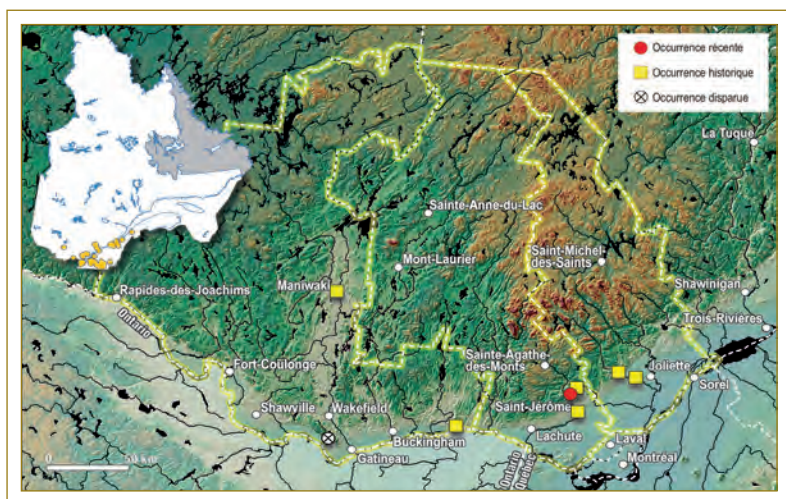 Occurrence récente
Occurrence historique
Occurrence disparue
La Tuque
Sainte-Anne-du-Lac
Saint-Michel-
des-Saints
Mont-Laurier
Maniwaki
Rapides-des-Joachims
Shawinigan
Trois-Rivières
Ontario
Fort-Coulonge
Sainte-Agathe-
des-Monts
Joliette
Sorel
Shawville
Wakefield
Saint-Jérôme
Buckingham
Lachute
Laval
Gatineau
Montréal
Ontario
Québec
0 50 km